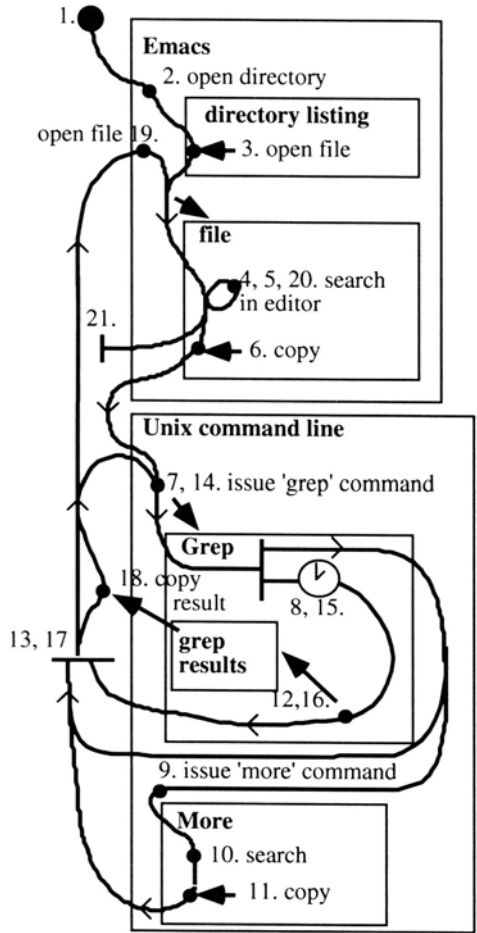 1.
Emacs
2. open directory
directory listing
open file 19.
3. open file
file
4, 5, 20. search
in editor
21.
6. copy
Unix command line
7, 14. issue 'grep' command
Grep
18. copy
result
8, 15.
13, 17
grep
results
12,16.
9. issue 'more' command
More
10. search
11. copy